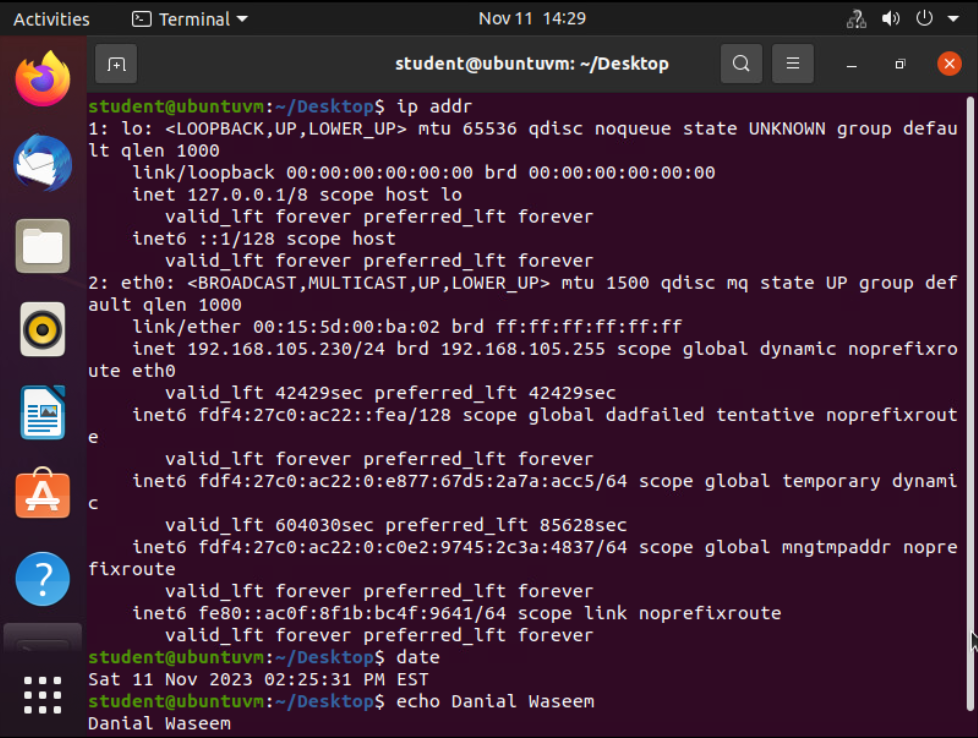 Activities
Terminal
Nov 11 14:29
student@ubuntuvm: ~/Desktop
student@ubuntuvm:~/Desktop$ ip addr
1: lo: <LOOPBACK,UP,LOWER_UP> mtu 65536 qdisc noqueue state UNKNOWN group defau
lt qlen 1000
    link/loopback 00:00:00:00:00:00 brd 00:00:00:00:00:00
    inet 127.0.0.1/8 scope host lo
       valid_lft forever preferred_lft forever
    inet6 ::1/128 scope host
       valid_lft forever preferred_lft forever
2: eth0: <BROADCAST,MULTICAST,UP,LOWER_UP> mtu 1500 qdisc mq state UP group def
ault qlen 1000
    link/ether 00:15:5d:00:ba:02 brd ff:ff:ff:ff:ff:ff
    inet 192.168.105.230/24 brd 192.168.105.255 scope global dynamic noprefixro
ute eth0
       valid_lft 42429sec preferred_lft 42429sec
    inet6 fdf4:27c0:ac22::fea/128 scope global dadfailed tentative noprefixrout
e
       valid_lft forever preferred_lft forever
    inet6 fdf4:27c0:ac22:0:e877:67d5:2a7a:acc5/64 scope global temporary dynami
c
       valid_lft 604030sec preferred_lft 85628sec
    inet6 fdf4:27c0:ac22:0:c0e2:9745:2c3a:4837/64 scope global mngtmpaddr nopre
fixroute
       valid_lft forever preferred_lft forever
    inet6 fe80::ac0f:8f1b:bc4f:9641/64 scope link noprefixroute
       valid_lft forever preferred_lft forever
student@ubuntuvm:~/Desktop$ date
Sat 11 Nov 2023 02:25:31 PM EST
student@ubuntuvm:~/Desktop$ echo Danial Waseem
Danial Waseem